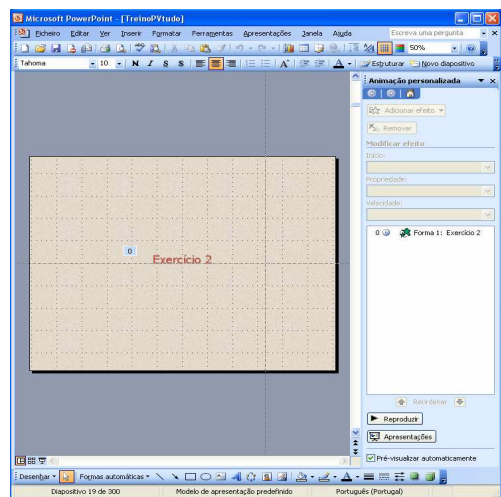 Microsoft PowerPoint - [TreinoPVtudo]
Ficheiro Editar Ver Inserir Formatar Ferramentas Apresentações Janela Ajuda Escreva uma pergunta
50%
Tahoma 10 N I S S Estruturar Novo diapositivo
Animação personalizada
Adicionar efeito
Remover
Modificar efeito
Início:
Propriedade:
Velocidade:
0 Forma 1: Exercício 2
0
Exercício 2
Reordenar
Reproduzir
Apresentações
Pré-visualizar automaticamente
Desenhar Formas automáticas
Diapositivo 19 de 300 Modelo de apresentação predefinido Português (Portugal)